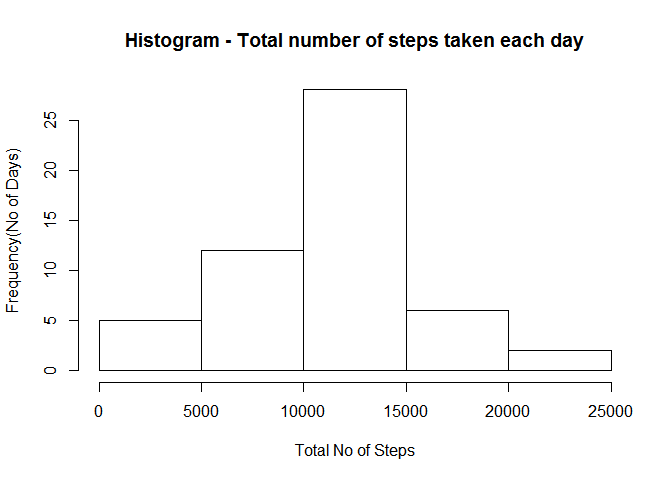 Histogram - Total number of steps taken each day
Frequency(No of Days)
25
20
15
10
5
0
0 5000 10000 15000 20000 25000
Total No of Steps